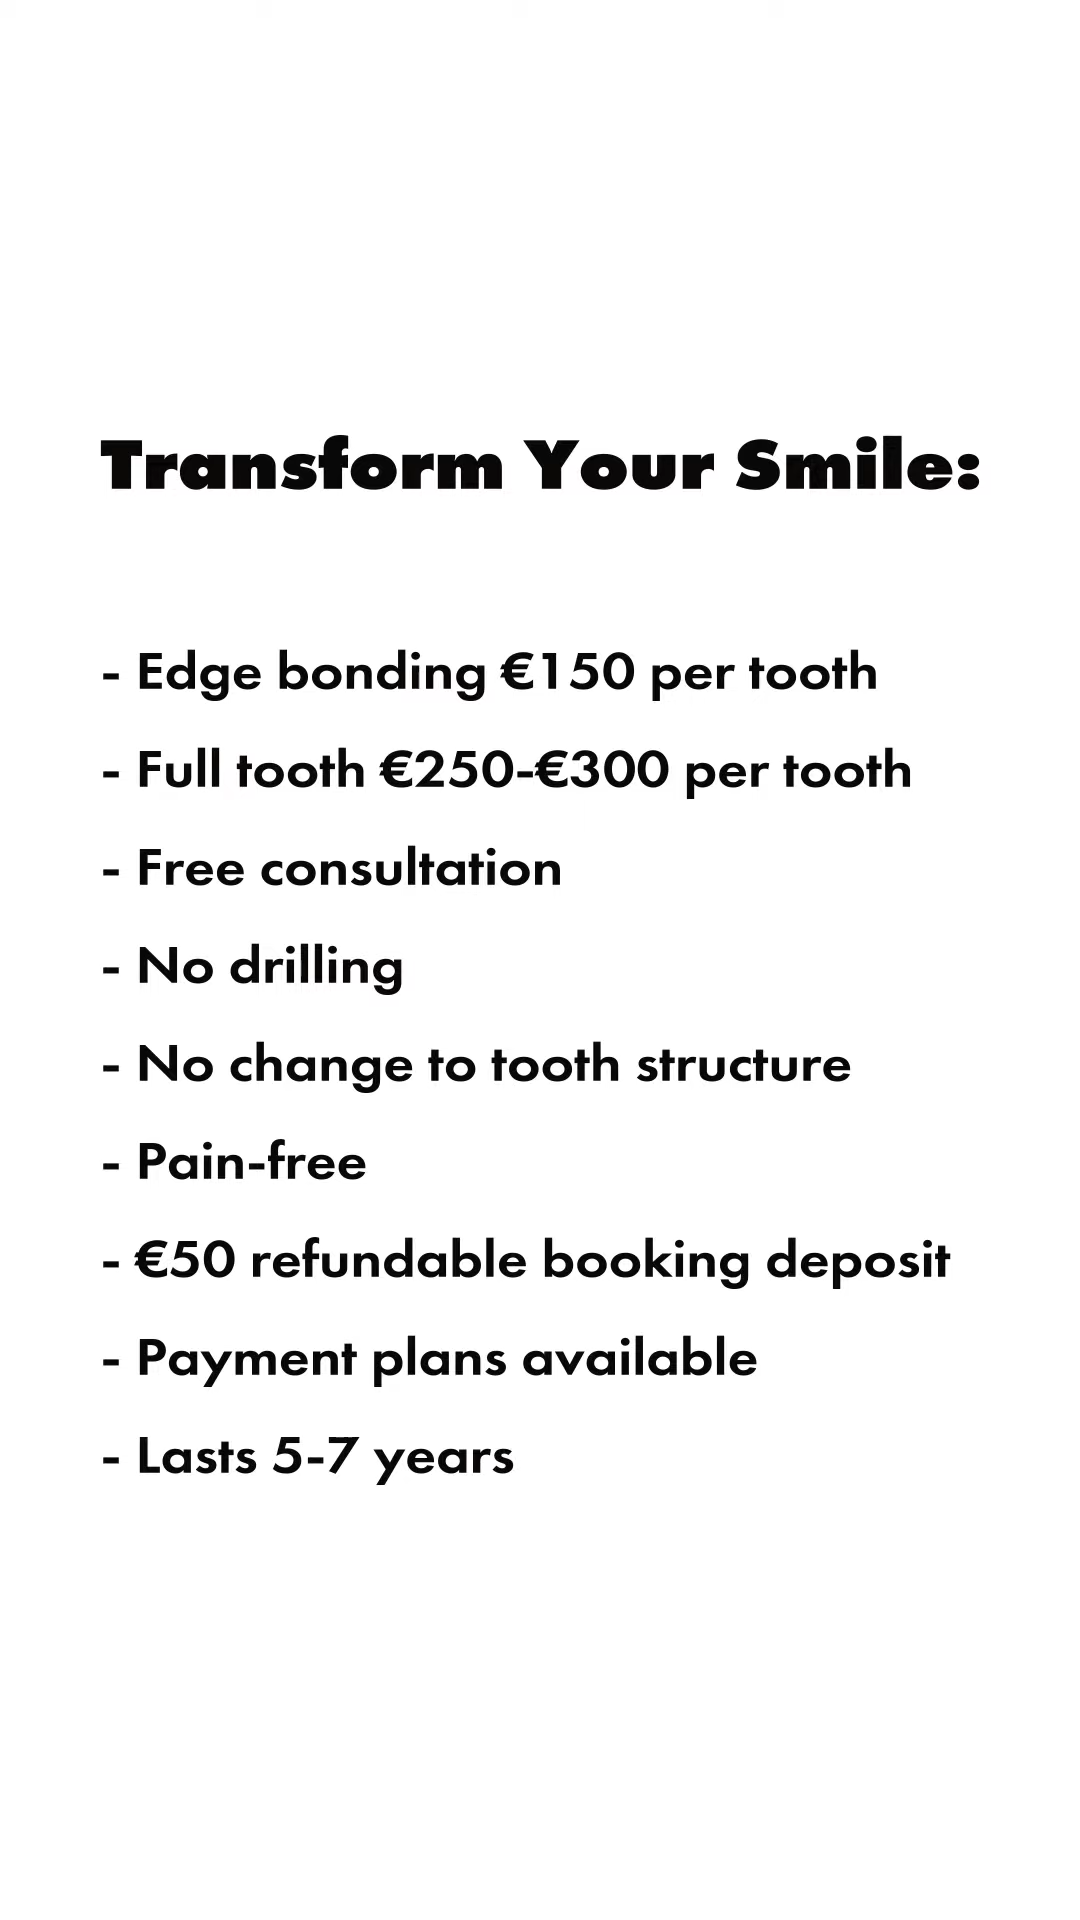 Transform Your Smile:
- Edge bonding €150 per tooth
- Full tooth €250-€300 per tooth
- Free consultation
- No drilling
- No change to tooth structure
- Pain-free
- €50 refundable booking deposit
- Payment plans available
- Lasts 5-7 years